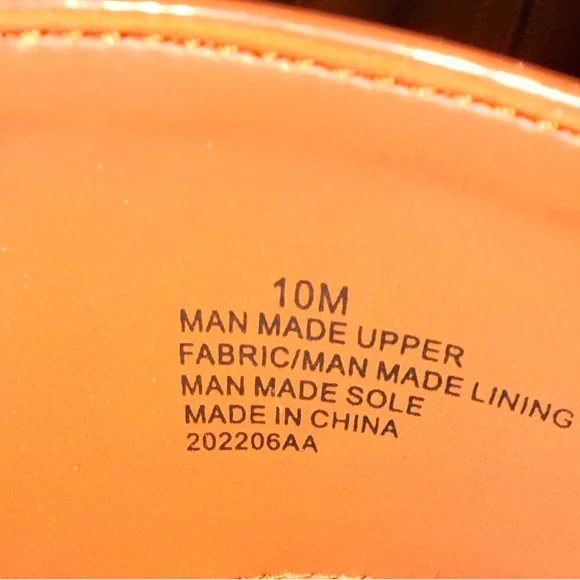 10M
MAN MADE UPPER
FABRIC/MAN MADE LINING
MAN MADE SOLE
MADE IN CHINA
202206AA